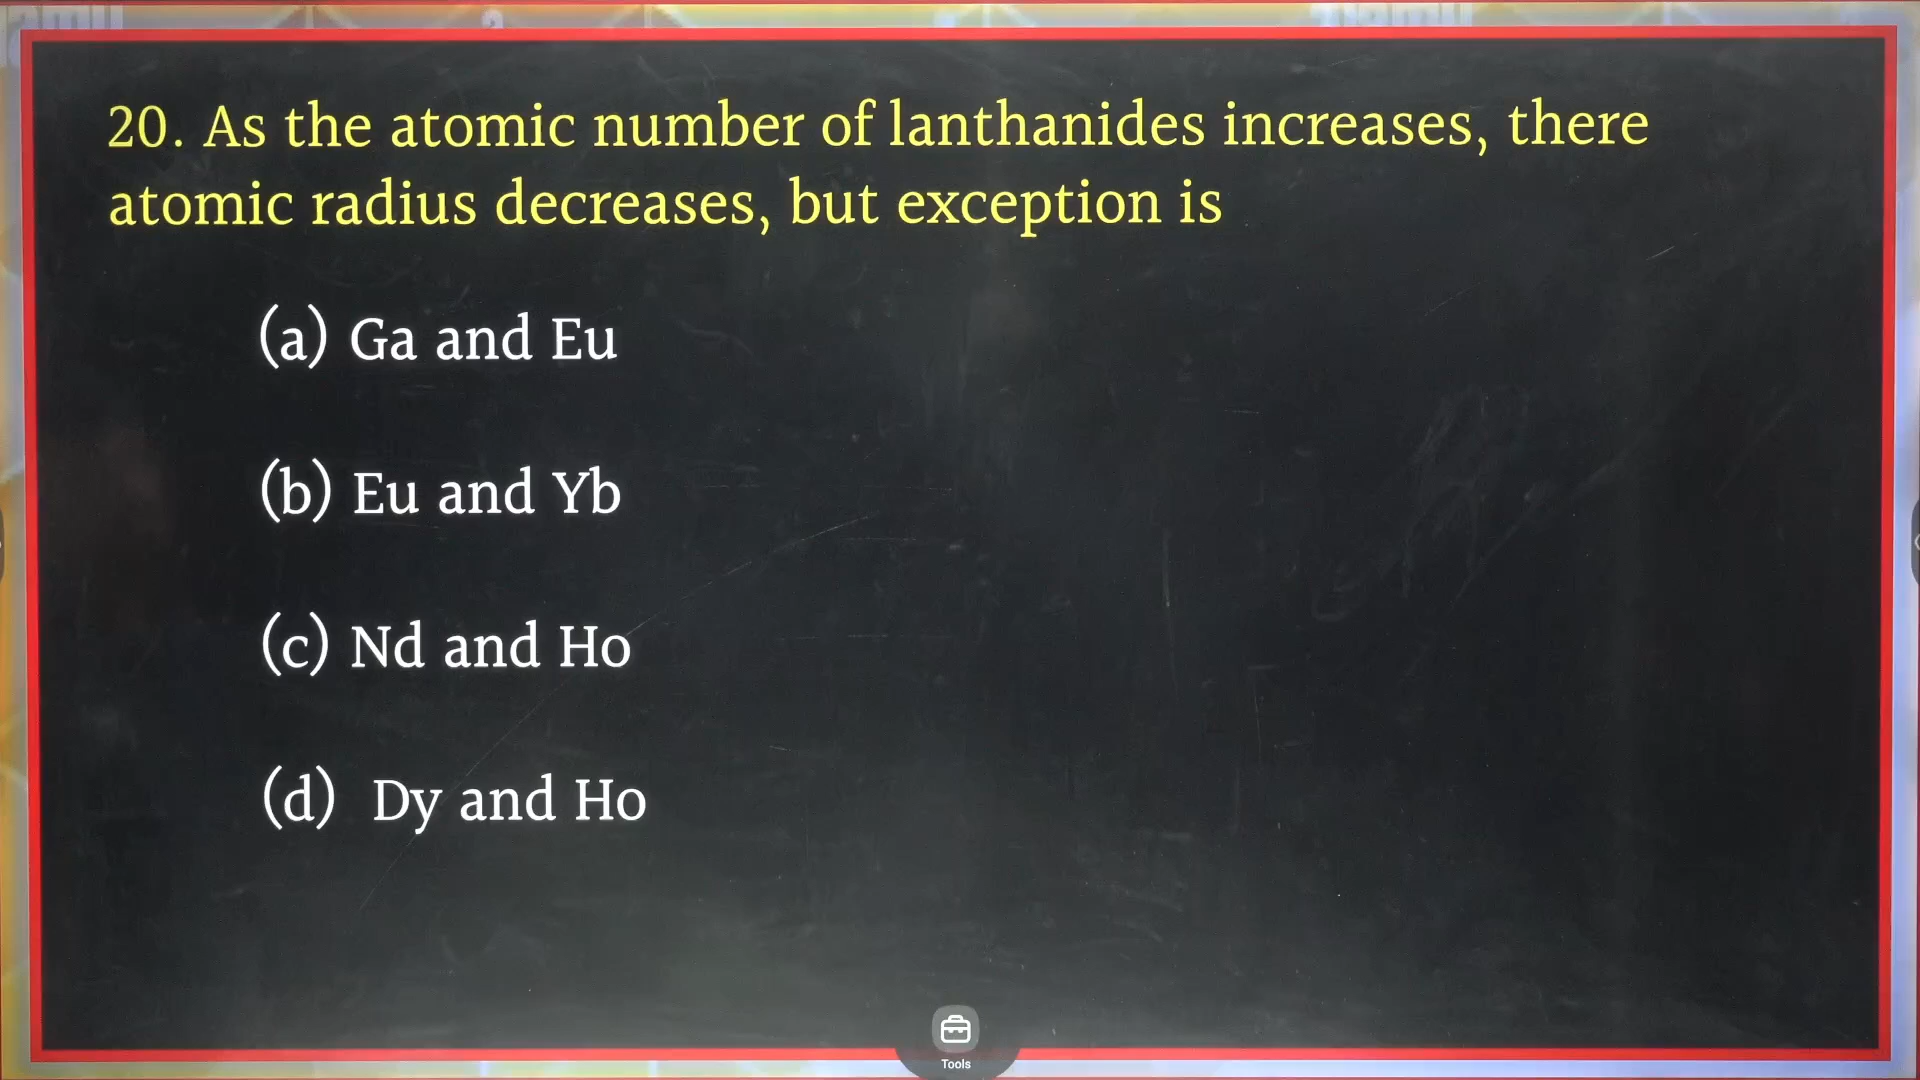 20. As the atomic number of lanthanides increases, there
atomic radius decreases, but exception is
(a) Ga and Eu
(b) Eu and Yb
(c) Nd and Ho
(d) Dy and Ho
Tools